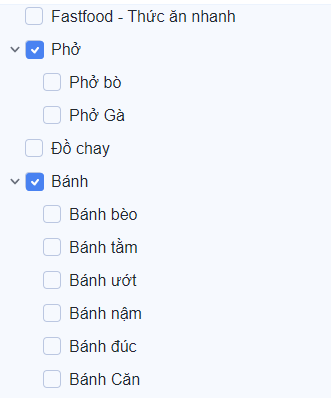 Fastfood - Thức ăn nhanh
Phở
Phở bò
Phở Gà
Đồ chay
Bánh
Bánh bèo
Bánh tằm
Bánh ướt
Bánh nậm
Bánh đúc
Bánh Căn